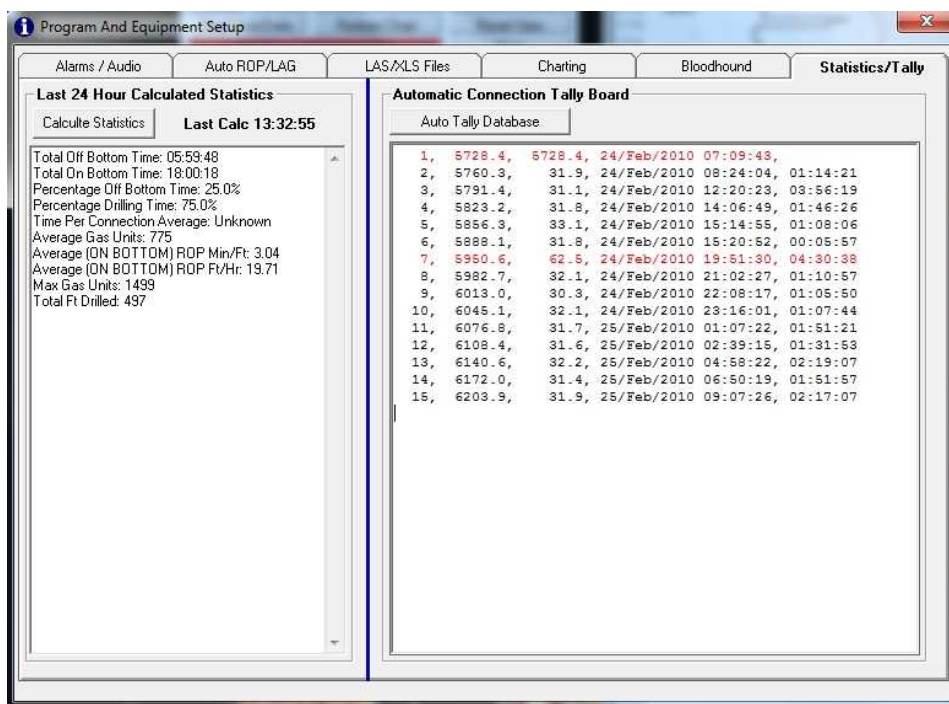 Program And Equipment Setup
Alarms / Audio
Auto ROP/LAG
LAS/XLS Files
Charting
Bloodhound
Statistics/Tally
Last 24 Hour Calculated Statistics
Calculte Statistics
Last Calc 13:32:55
Total Off Bottom Time: 05:59:48
Total On Bottom Time: 18:00:18
Percentage Off Bottom Time: 25.0%
Percentage Drilling Time: 75.0%
Time Per Connection Average: Unknown
Average Gas Units: 775
Average (ON BOTTOM) ROP Min/Ft: 3.04
Average (ON BOTTOM) ROP Ft/Hr: 19.71
Max Gas Units: 1499
Total Ft Drilled: 497
Automatic Connection Tally Board
Auto Tally Database
1, 5728.4, 5728.4, 24/Feb/2010 07:09:43,
2, 5760.3, 31.9, 24/Feb/2010 08:24:04, 01:14:21
3, 5791.4, 31.1, 24/Feb/2010 12:20:23, 03:56:19
4, 5823.2, 31.8, 24/Feb/2010 14:06:49, 01:46:26
5, 5856.3, 33.1, 24/Feb/2010 15:14:55, 01:08:06
6, 5888.1, 31.8, 24/Feb/2010 15:20:52, 00:05:57
7, 5950.6, 62.5, 24/Feb/2010 19:51:30, 04:30:38
8, 5982.7, 32.1, 24/Feb/2010 21:02:27, 01:10:57
9, 6013.0, 30.3, 24/Feb/2010 22:08:17, 01:05:50
10, 6045.1, 32.1, 24/Feb/2010 23:16:01, 01:07:44
11, 6076.8, 31.7, 25/Feb/2010 01:07:22, 01:51:21
12, 6108.4, 31.6, 25/Feb/2010 02:39:15, 01:31:53
13, 6140.6, 32.2, 25/Feb/2010 04:58:22, 02:19:07
14, 6172.0, 31.4, 25/Feb/2010 06:50:19, 01:51:57
15, 6203.9, 31.9, 25/Feb/2010 09:07:26, 02:17:07